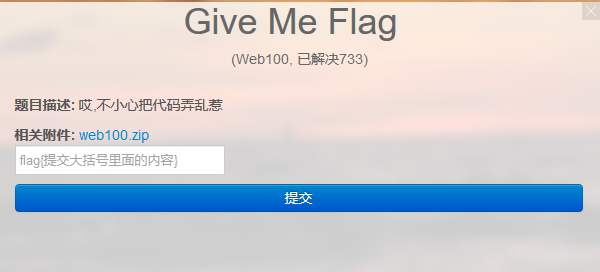 Give Me Flag
(Web100, 已解决733)
题目描述: 哎,不小心把代码弄乱惹
相关附件: web100.zip
flag{提交大括号里面的内容}
提交